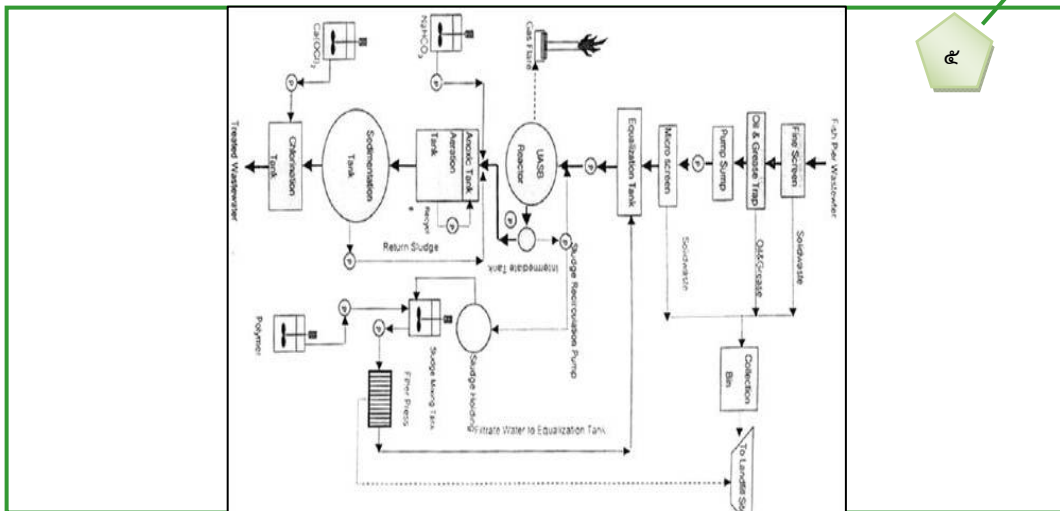 ๕
Fish Pier Wastewter
Fine Screen
Solidwaste
Oil & Grease Trap
Oil&Grease
Pump Sump
P
Micro screen
Solidwaste
Collection
Bin
To Landfill
Equalization Tank
P
Gas Flare
UASB
Reactor
P
P
Intermediate Tank
Sludge Recirculation Pump
NaHCO3
P
Anoxic Tank
Aeration
Tank
Recycl
e
P
Sedimentation
Tank
Return Sludge
P
Ca(OCl)2
P
Chlorination
Tank
Treated Wastewater
Sludge Holding
Sludge Mixing Tank
P
P
Polymer
Filter Press
Filtrate Water to Equalization Tank